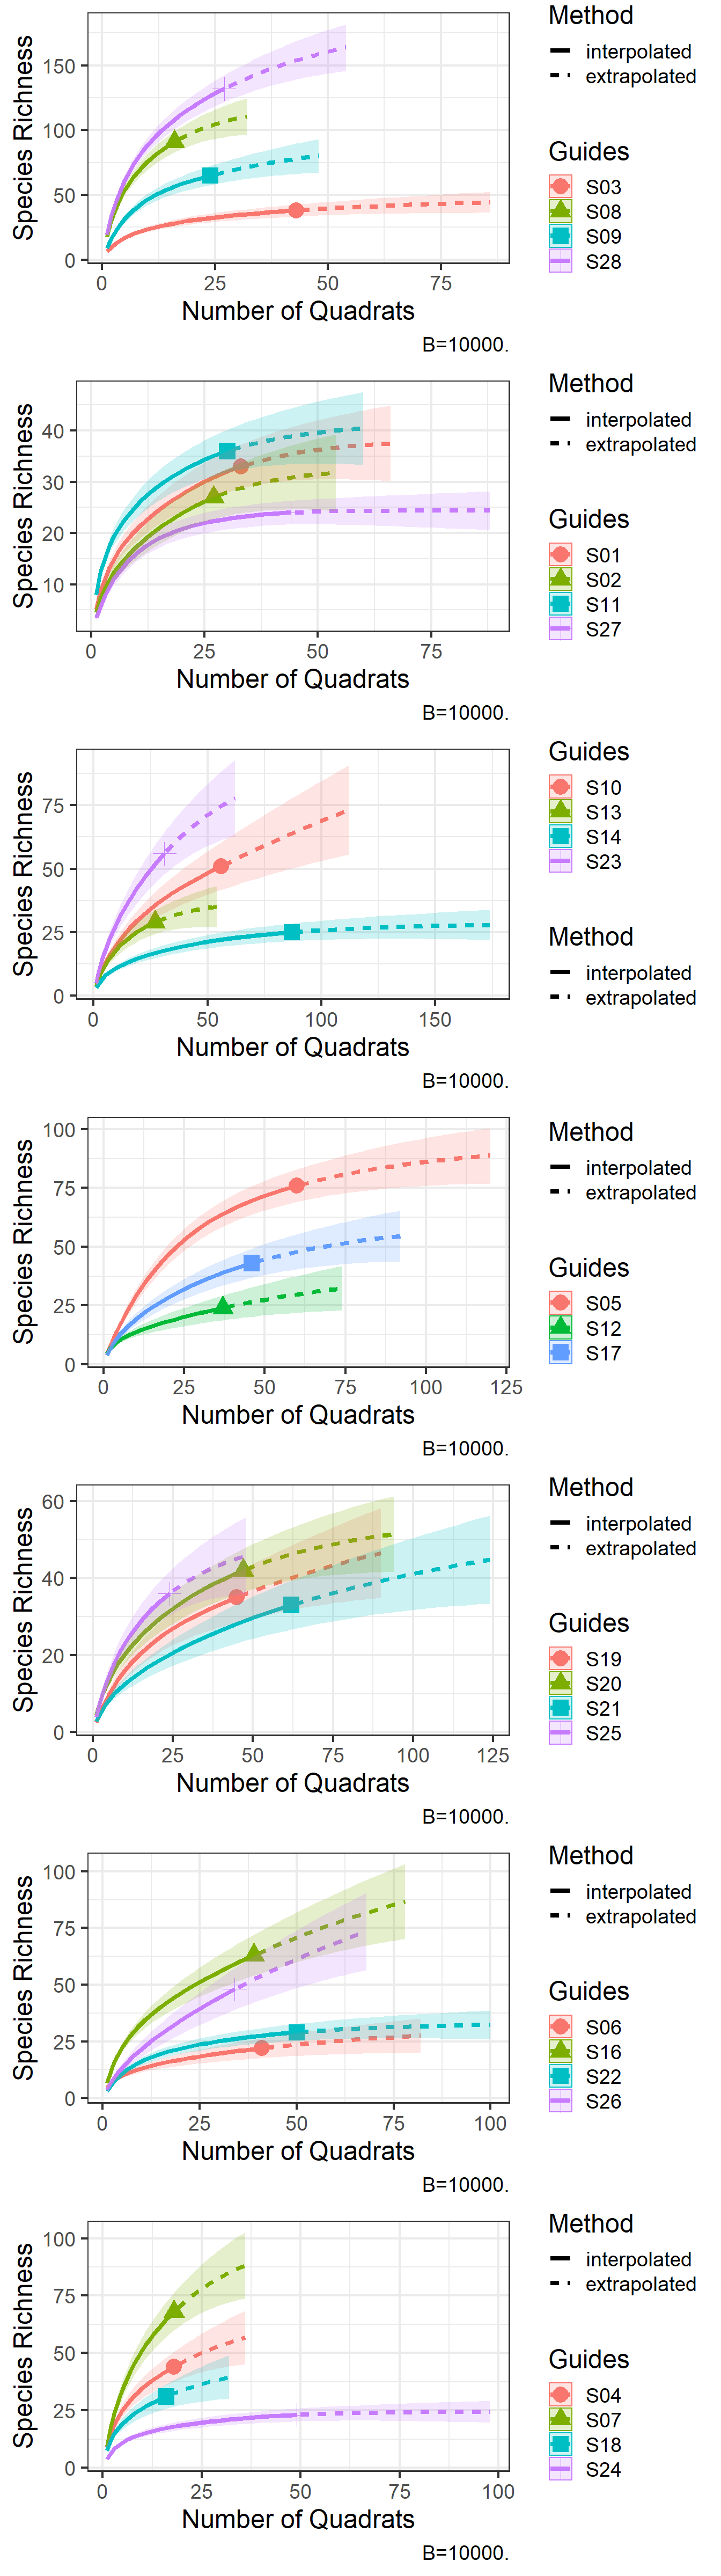 Species Richness
150
100
50
0
0 25 50 75
Number of Quadrats
B=10000.
Method
interpolated
extrapolated
Guides
S03
S08
S09
S28
Species Richness
40
30
20
10
0 25 50 75
Number of Quadrats
B=10000.
Method
interpolated
extrapolated
Guides
S01
S02
S11
S27
Species Richness
75
50
25
0
0 50 100 150
Number of Quadrats
B=10000.
Guides
S10
S13
S14
S23
Method
interpolated
extrapolated
Species Richness
100
75
50
25
0
0 25 50 75 100 125
Number of Quadrats
B=10000.
Method
interpolated
extrapolated
Guides
S05
S12
S17
Species Richness
60
40
20
0
0 25 50 75 100 125
Number of Quadrats
B=10000.
Method
interpolated
extrapolated
Guides
S19
S20
S21
S25
Species Richness
100
75
50
25
0
0 25 50 75 100
Number of Quadrats
B=10000.
Method
interpolated
extrapolated
Guides
S06
S16
S22
S26
Species Richness
100
75
50
25
0
0 25 50 75 100
Number of Quadrats
B=10000.
Method
interpolated
extrapolated
Guides
S04
S07
S18
S24